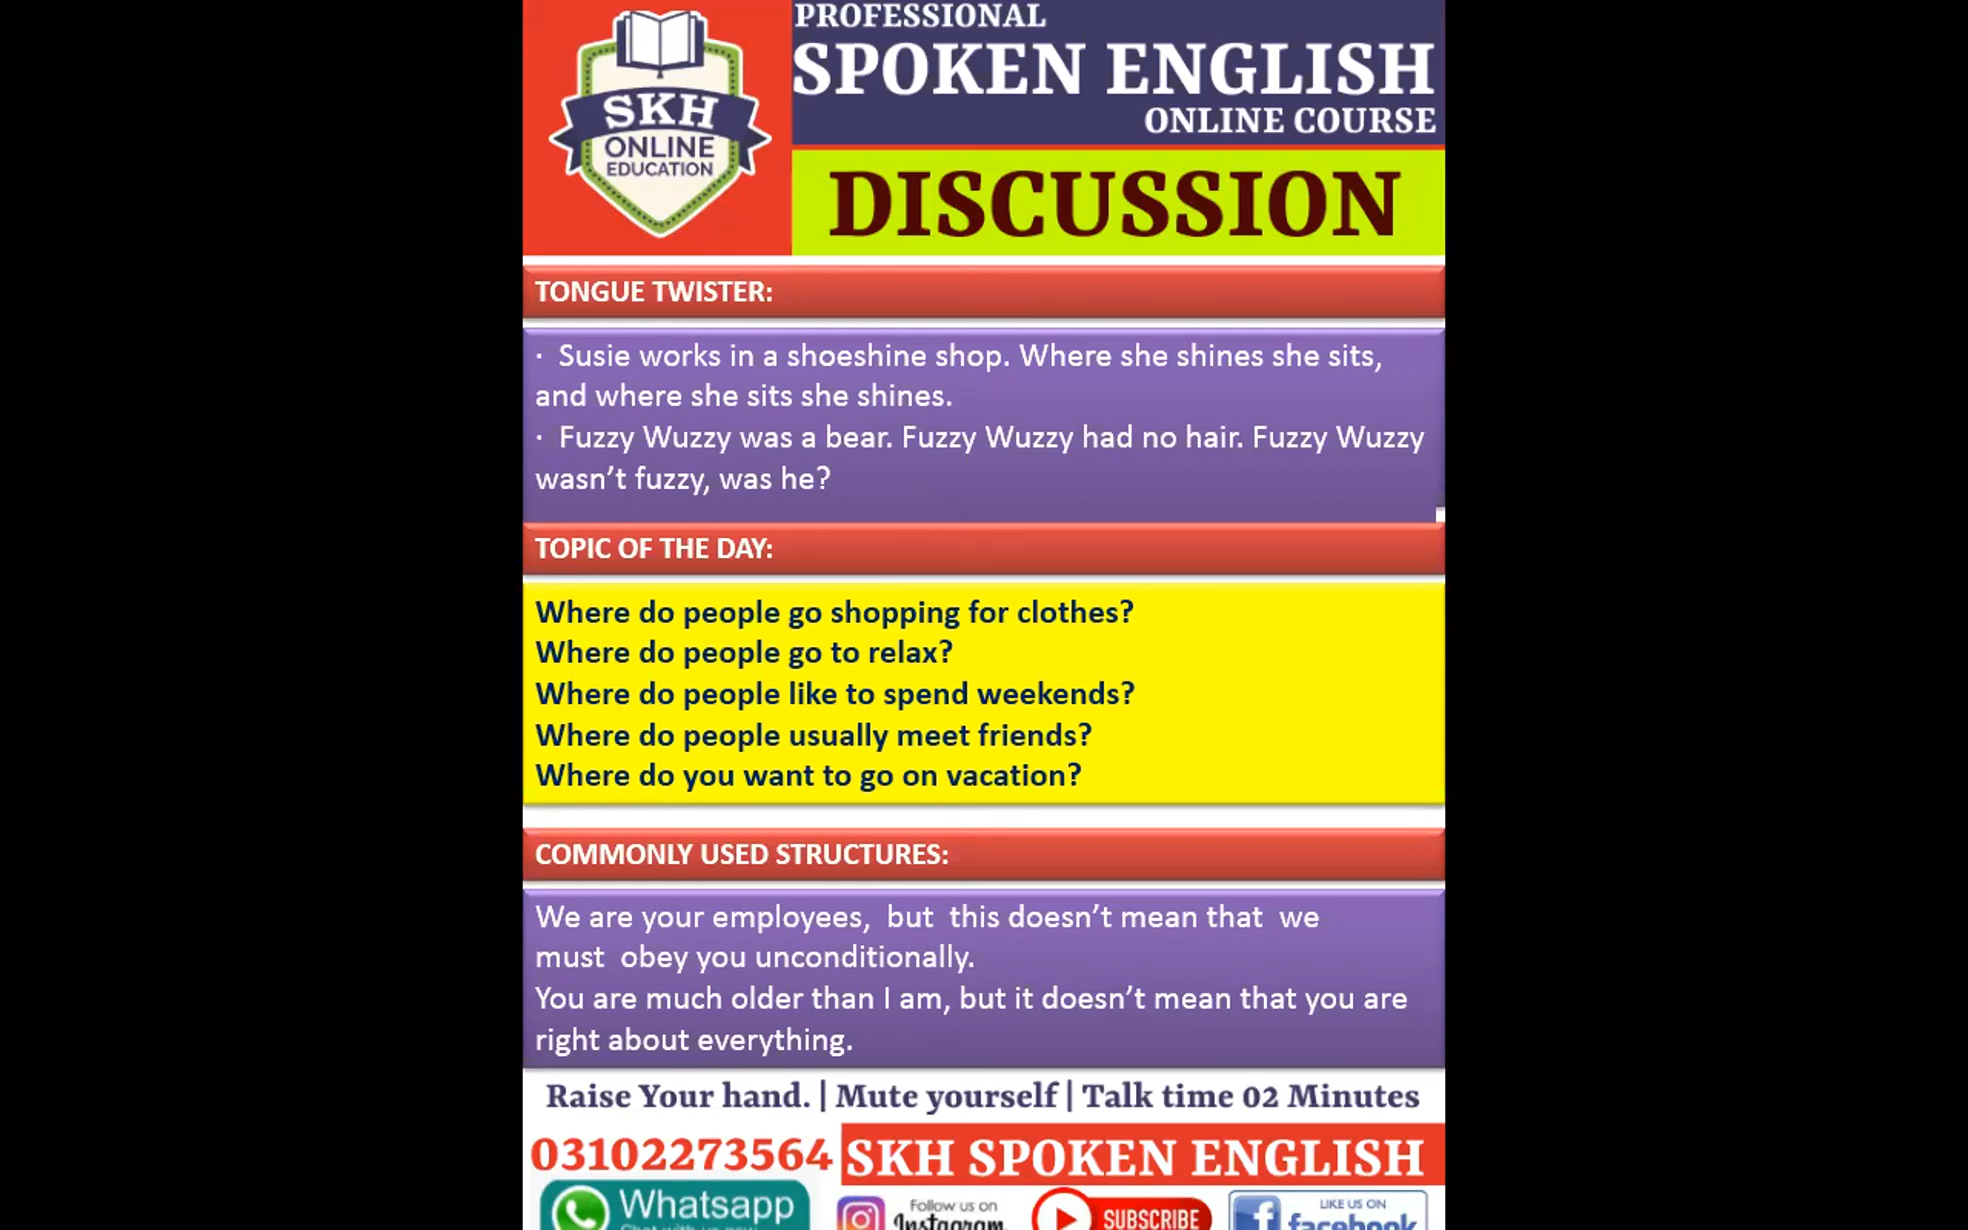 PROFESSIONAL
SPOKEN ENGLISH
ONLINE COURSE
SKH
ONLINE
EDUCATION
DISCUSSION
TONGUE TWISTER:
· Susie works in a shoeshine shop. Where she shines she sits,
and where she sits she shines.
· Fuzzy Wuzzy was a bear. Fuzzy Wuzzy had no hair. Fuzzy Wuzzy
wasn’t fuzzy, was he?
TOPIC OF THE DAY:
Where do people go shopping for clothes?
Where do people go to relax?
Where do people like to spend weekends?
Where do people usually meet friends?
Where do you want to go on vacation?
COMMONLY USED STRUCTURES:
We are your employees, but this doesn’t mean that we
must obey you unconditionally.
You are much older than I am, but it doesn’t mean that you are
right about everything.
Raise Your hand. | Mute yourself | Talk time 02 Minutes
03102273564 SKH SPOKEN ENGLISH
Whatsapp
Chat with us now
Follow us on
Instagram
SUBSCRIBE
LIKE US ON
facebook